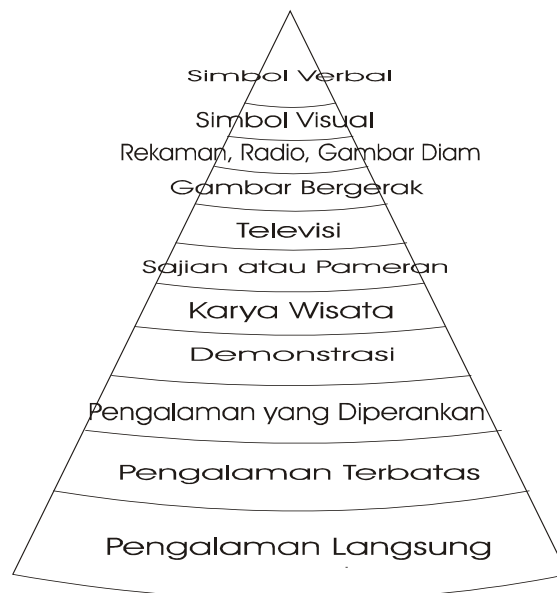 Simbol Verbal
Simbol Visual
Rekaman, Radio, Gambar Diam
Gambar Bergerak
Televisi
Sajian atau Pameran
Karya Wisata
Demonstrasi
Pengalaman yang Diperankan
Pengalaman Terbatas
Pengalaman Langsung